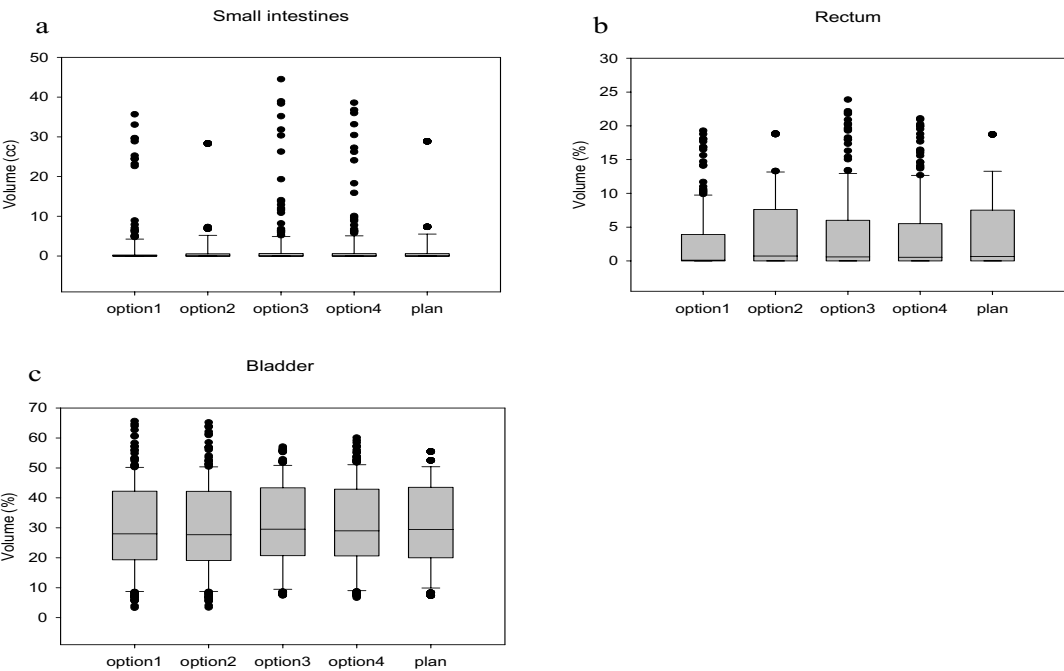 a
Small intestines
Volume (cc)
50
40
30
20
10
0
option1 option2 option3 option4 plan
b
Rectum
Volume (%)
30
25
20
15
10
5
0
option1 option2 option3 option4 plan
c
Bladder
Volume (%)
70
60
50
40
30
20
10
0
option1 option2 option3 option4 plan